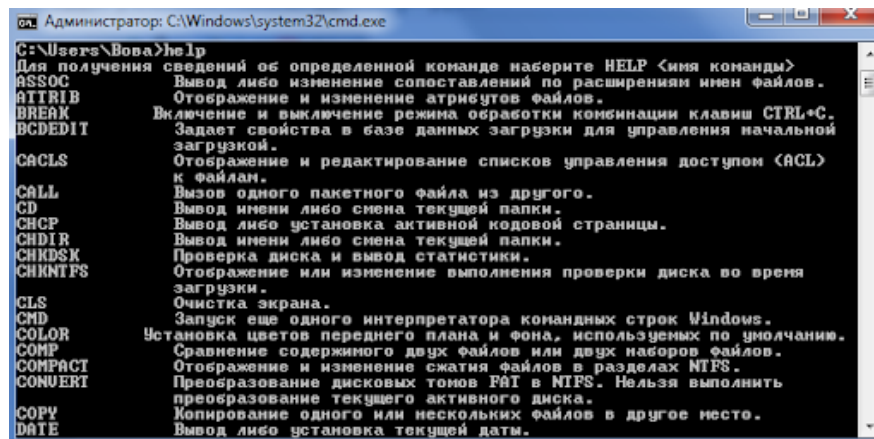 Администратор: C:\Windows\system32\cmd.exe
C:\Users\Вова>help
Для получения сведений об определенной команде наберите HELP <имя команды>
ASSOC Вывод либо изменение сопоставлений по расширениям имен файлов.
ATTRIB Отображение и изменение атрибутов файлов.
BREAK Включение и выключение режима обработки комбинации клавиш CTRL+C.
BCDEDIT Задает свойства в базе данных загрузки для управления начальной
загрузкой.
CACLS Отображение и редактирование списков управления доступом (ACL)
к файлам.
CALL Вызов одного пакетного файла из другого.
CD Вывод имени либо смена текущей папки.
CHCP Вывод либо установка активной кодовой страницы.
CHDIR Вывод имени либо смена текущей папки.
CHKDSK Проверка диска и вывод статистики.
CHKNTFS Отображение или изменение выполнения проверки диска во время
загрузки.
CLS Очистка экрана.
CMD Запуск еще одного интерпретатора командных строк Windows.
COLOR Установка цветов переднего плана и фона, используемых по умолчанию.
COMP Сравнение содержимого двух файлов или двух наборов файлов.
COMPACT Отображение и изменение сжатия файлов в разделах NTFS.
CONVERT Преобразование дисковых томов FAT в NTFS. Нельзя выполнить
преобразование текущего активного диска.
COPY Копирование одного или нескольких файлов в другое место.
DATE Вывод либо установка текущей даты.